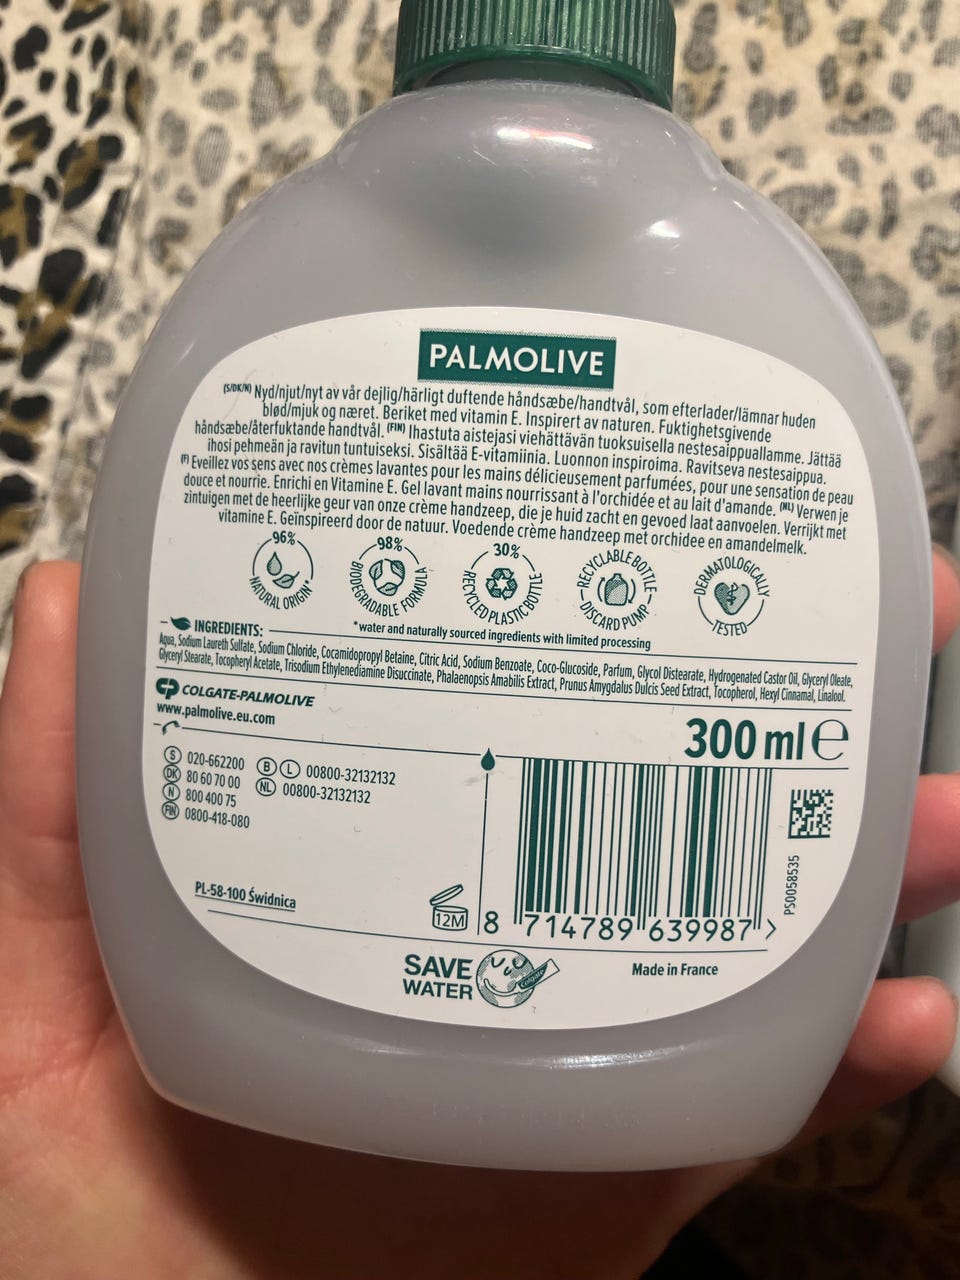 PALMOLIVE
(S/DK/N) Nyd/njut/nyt av vår dejlig/härligt duftende håndsæbe/handtvål, som efterlader/lämnar huden
blød/mjuk og næret. Beriket med vitamin E. Inspirert av naturen. Fuktighetsgivende
håndsæbe/återfuktande handtvål. (FIN) Ihastuta aistejasi viehättävän tuoksuisella nestesaippuallamme. Jättää
ihosi pehmeän ja ravitun tuntuiseksi. Sisältää E-vitamiinia. Luonnon inspiroima. Ravitseva nestesaippua.
(F) Eveillez vos sens avec nos crèmes lavantes pour les mains délicieusement parfumées, pour une sensation de peau
douce et nourrie. Enrichi en Vitamine E. Gel lavant mains nourrissant à l'orchidée et au lait d'amande. (NL) Verwen je
zintuigen met de heerlijke geur van onze crème handzeep, die je huid zacht en gevoed laat aanvoelen. Verrijkt met
vitamine E. Geïnspireerd door de natuur. Voedende crème handzeep met orchidee en amandelmelk.
96% NATURAL ORIGIN*
98% BIODEGRADABLE FORMULA
30% RECYCLED PLASTIC BOTTLE
RECYCLABLE BOTTLE DISCARD PUMP
DERMATOLOGICALLY TESTED
*water and naturally sourced ingredients with limited processing
INGREDIENTS:
Aqua, Sodium Laureth Sulfate, Sodium Chloride, Cocamidopropyl Betaine, Citric Acid, Sodium Benzoate, Coco-Glucoside, Parfum, Glycol Distearate, Hydrogenated Castor Oil, Glyceryl Oleate,
Glyceryl Stearate, Tocopheryl Acetate, Trisodium Ethylenediamine Disuccinate, Phalaenopsis Amabilis Extract, Prunus Amygdalus Dulcis Seed Extract, Tocopherol, Hexyl Cinnamal, Linalool.
CP COLGATE-PALMOLIVE
www.palmolive.eu.com
300 ml ℮
S 020-662200
DK 80 60 70 00
N 800 400 75
FIN 0800-418-080
B L 00800-32132132
NL 00800-32132132
PL-58-100 Świdnica
12M
8 714789 639987 >
PS0058535
SAVE
WATER
Colgate
Made in France